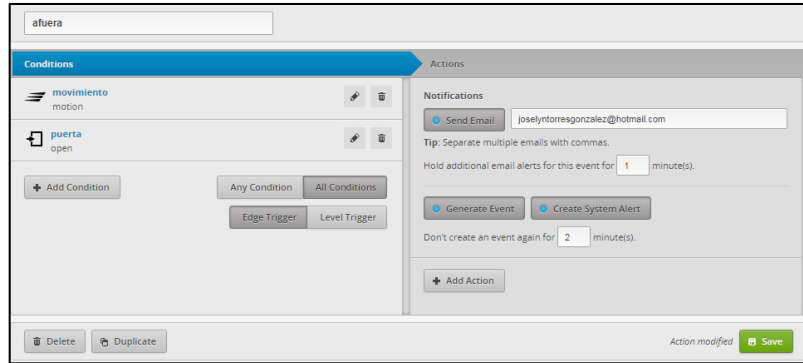 afuera
Conditions
movimiento
motion
puerta
open
Add Condition
Any Condition All Conditions
Edge Trigger Level Trigger
Actions
Notifications
Send Email joselyntorresgonzalez@hotmail.com
Tip: Separate multiple emails with commas.
Hold additional email alerts for this event for 1 minute(s).
Generate Event Create System Alert
Don't create an event again for 2 minute(s).
Add Action
Delete Duplicate
Action modified Save